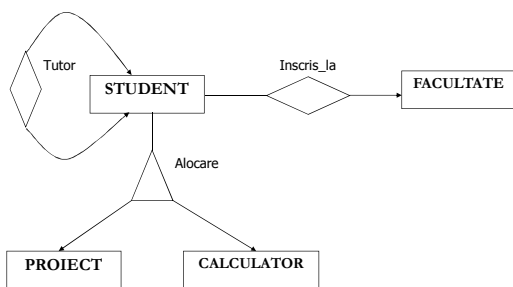 Tutor
Inscris_la
STUDENT
FACULTATE
Alocare
PROIECT
CALCULATOR